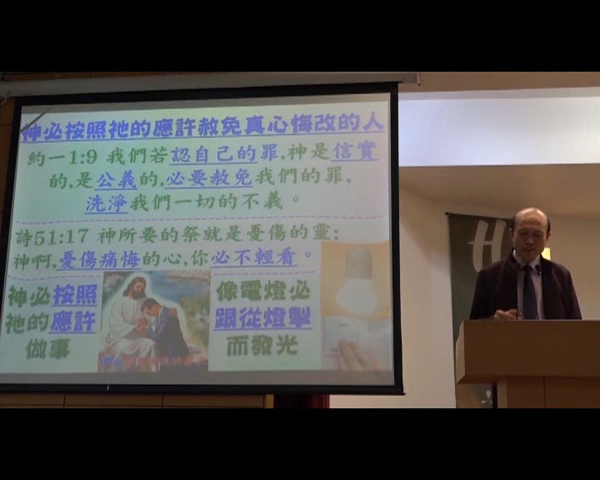 神必按照祂的應許赦免真心悔改的人
約一1:9 我們若認自己的罪,神是信實
的,是公義的,必要赦免我們的罪,
洗淨我們一切的不義。
詩51:17 神所要的祭就是憂傷的靈;
神啊,憂傷痛悔的心,你必不輕看。
神必按照
祂的應許
做事
像電燈必
跟從燈掣
而發光
H